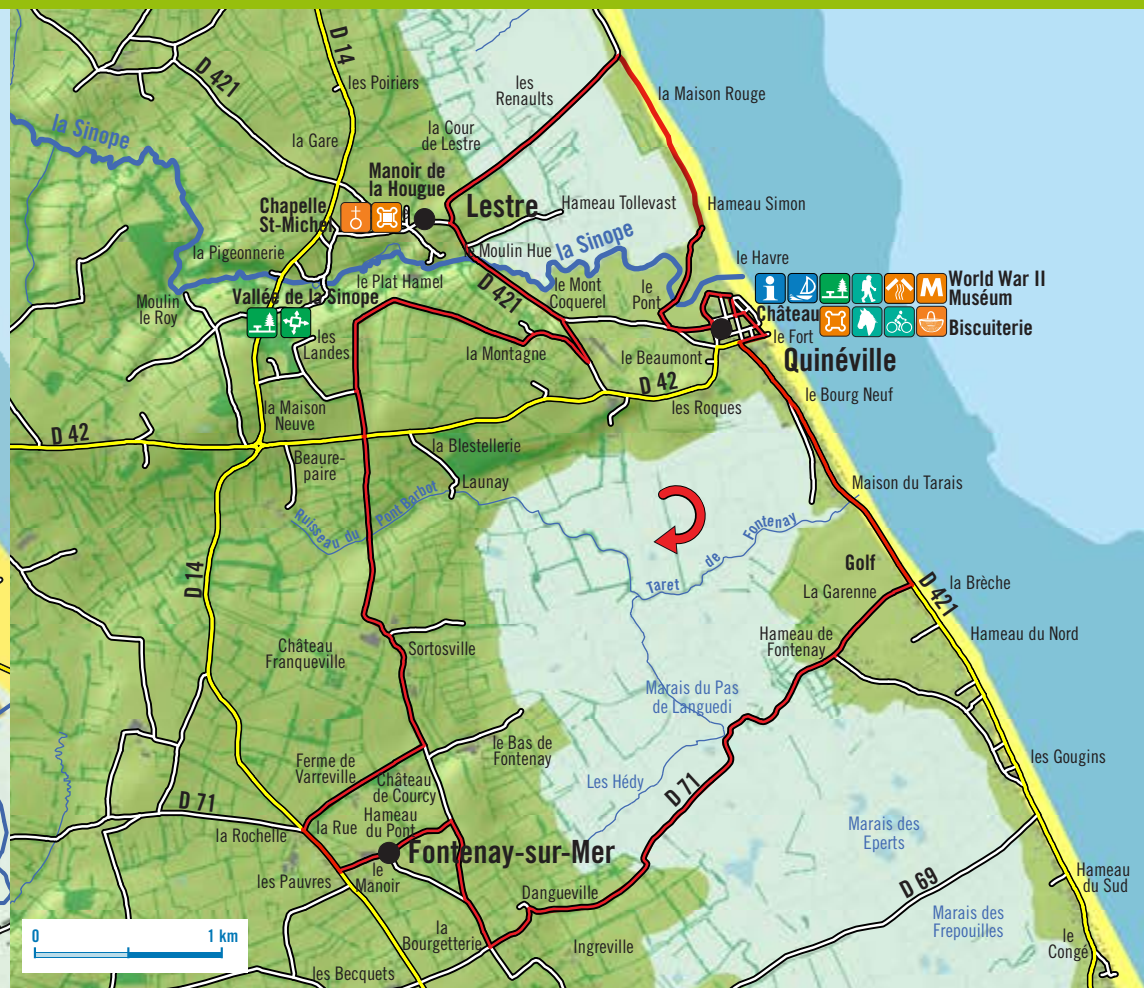 D 14
D 421
les Poiriers
les
Renaults
la Maison Rouge
la Sinope
la Gare
la Cour
de Lestre
Manoir de
la Hougue
Chapelle
St-Michel
Lestre
Hameau Tollevast
Hameau Simon
la Pigeonnerie
le Moulin Hue
la Sinope
le Havre
le Plat Hamel
Moulin
le Roy
Vallée de la Sinope
D 421
le Mont
Coquerel
le
Pont
i
M
World War II
Muséum
Château
Biscuiterie
le Fort
les
Landes
la Montagne
le Beaumont
Quinéville
D 42
les Roques
le Bourg Neuf
la Maison
Neuve
D 42
la Blestellerie
Beaure-
paire
Launay
Maison du Tarais
Ruisseau du Pont Barbot
Taret de Fontenay
Golf
La Garenne
D 421
la Brèche
D 14
Hameau de
Fontenay
Hameau du Nord
Château
Franqueville
Sortosville
Marais du Pas
de Languedi
le Bas de
Fontenay
Ferme de
Varreville
Château
de Courcy
Les Hédy
les Gougins
D 71
D 71
la Rochelle
la Rue
Hameau
du Pont
Marais des
Eperts
Fontenay-sur-Mer
les Pauvres
le
Manoir
Dangueville
D 69
Hameau
du Sud
Marais des
Frepouilles
la
Bourgetterie
Ingreville
le
Congé
0 1 km
les Becquets